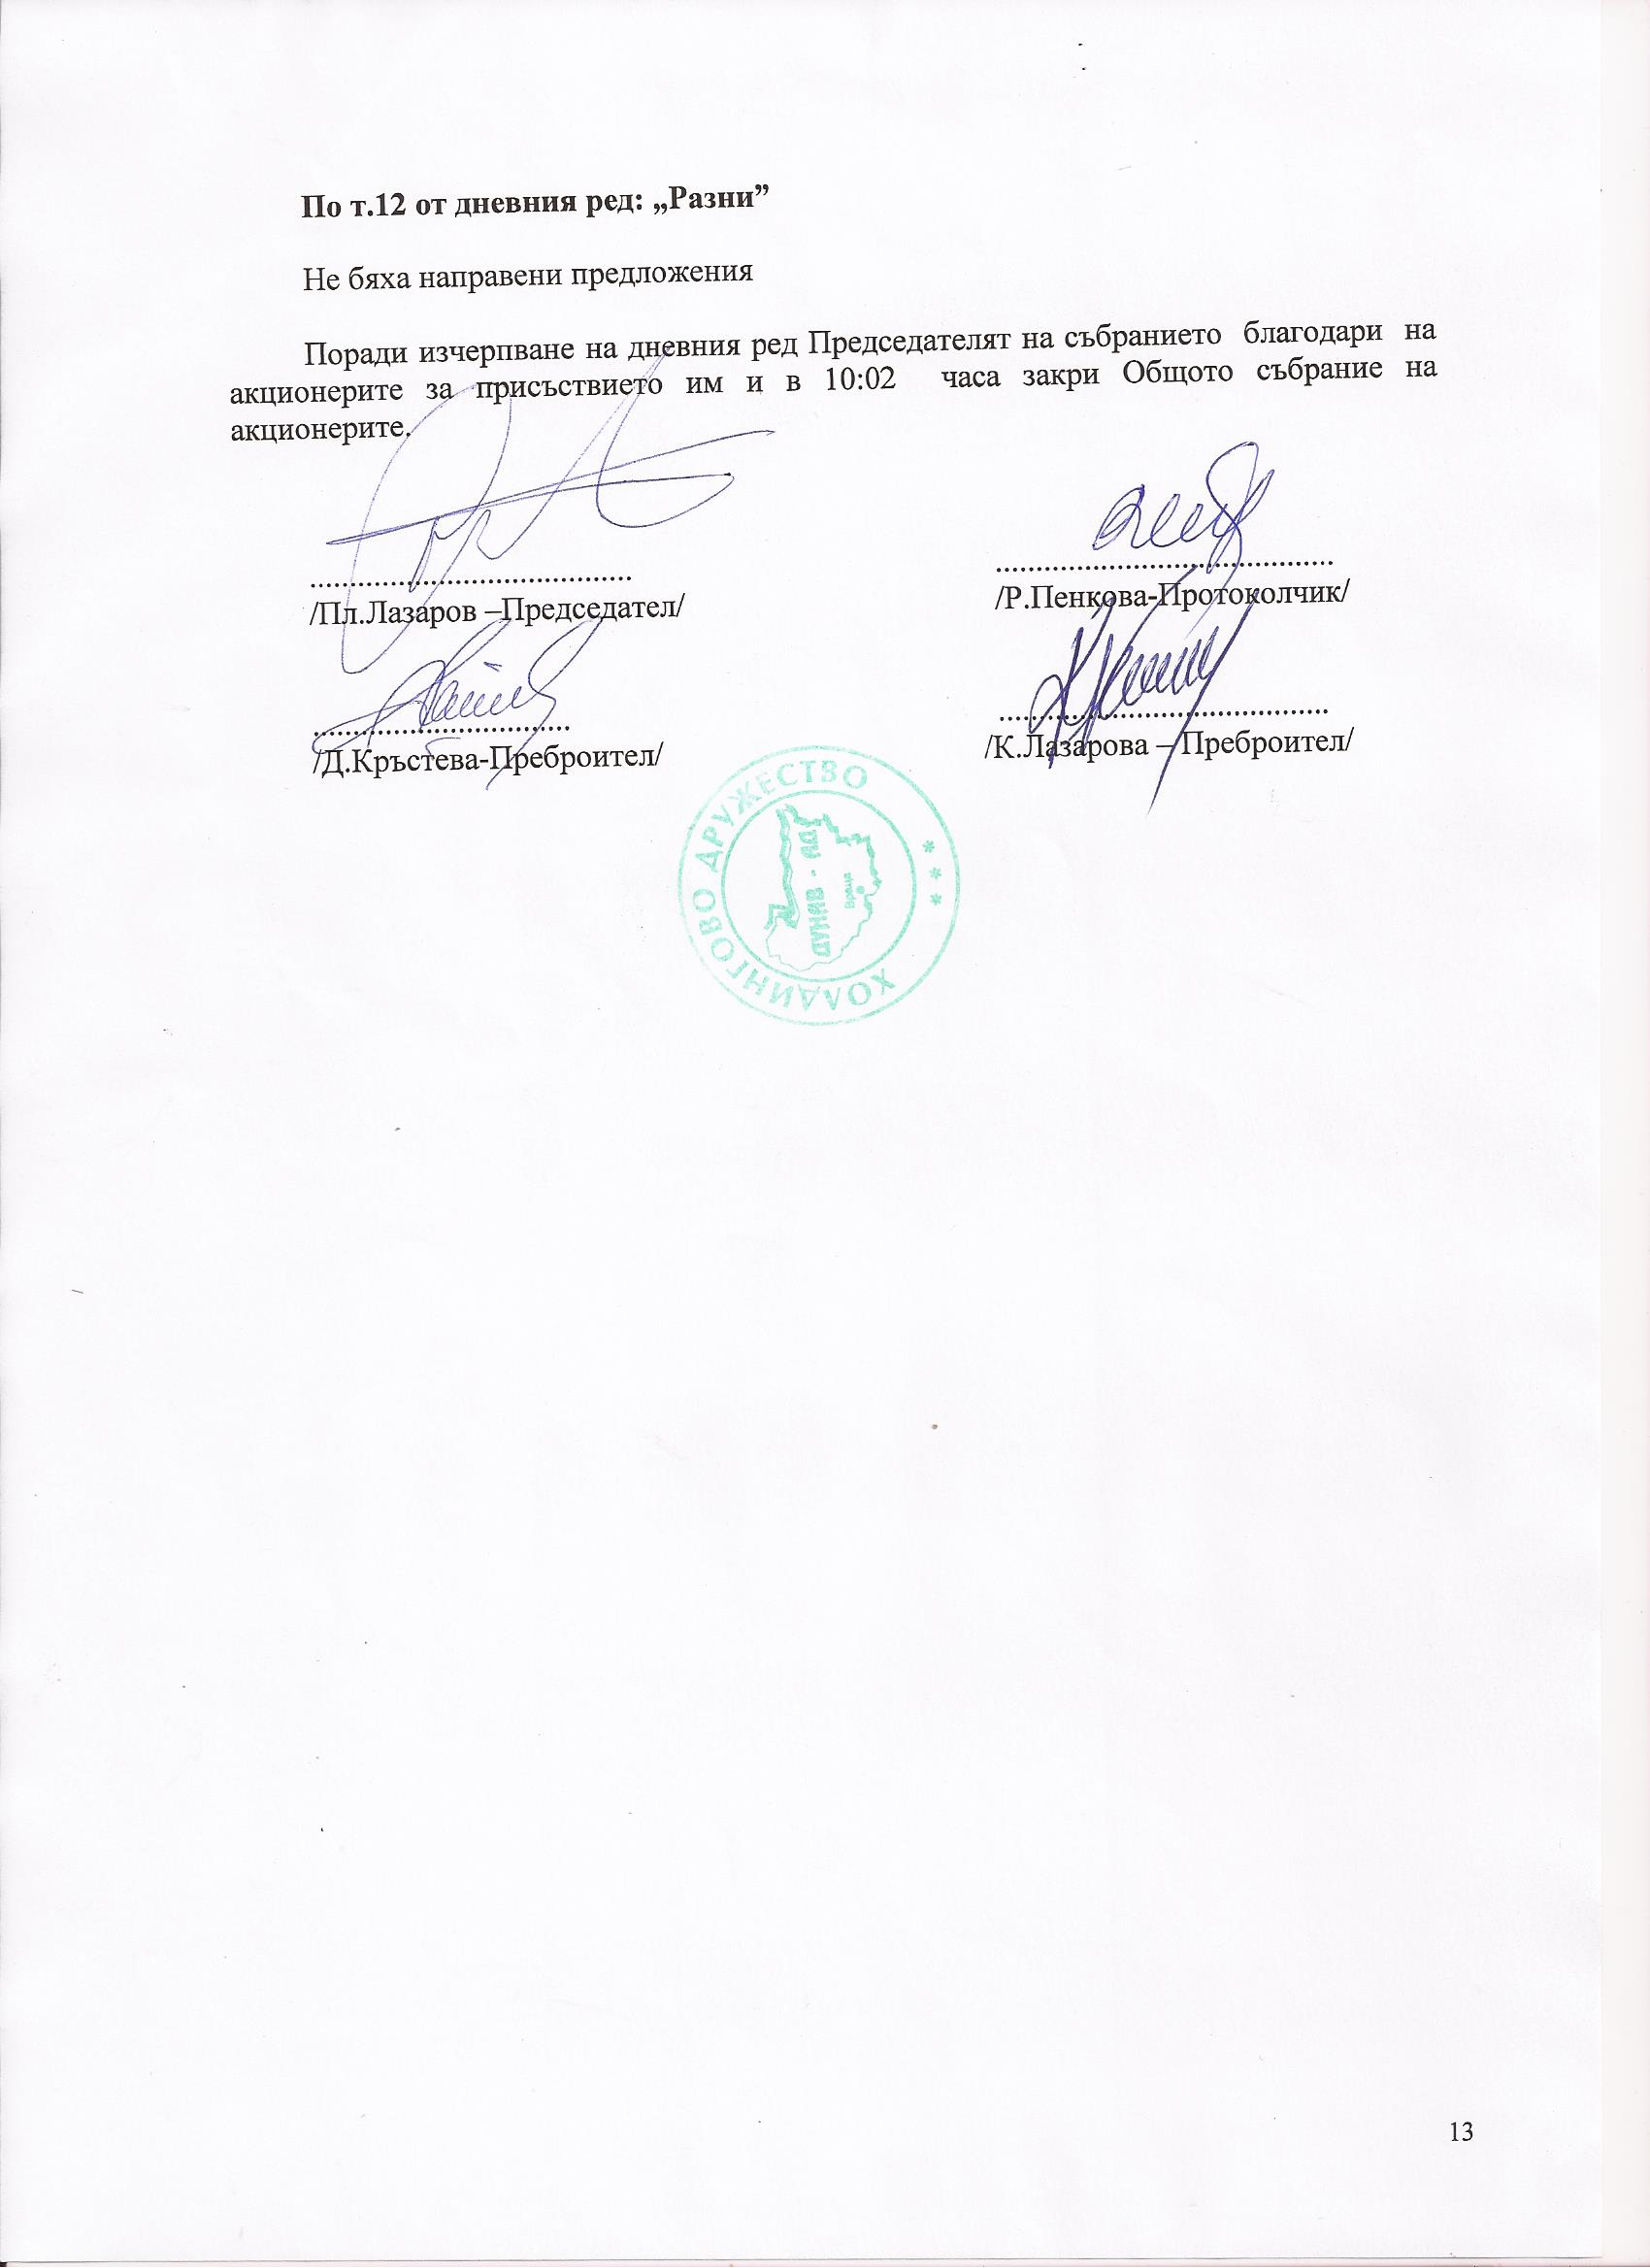 По т.12 от дневния ред: „Разни”
Не бяха направени предложения
Поради изчерпване на дневния ред Председателят на събранието благодари на
акционерите за присъствието им и в 10:02 часа закри Общото събрание на
акционерите.
/Пл.Лазаров –Председател/
/Р.Пенкова-Протоколчик/
/Д.Кръстева-Преброител/
/К.Лазарова – Преброител/
ХОЛДИНГОВО ДРУЖЕСТВО
* * *
Враца
13